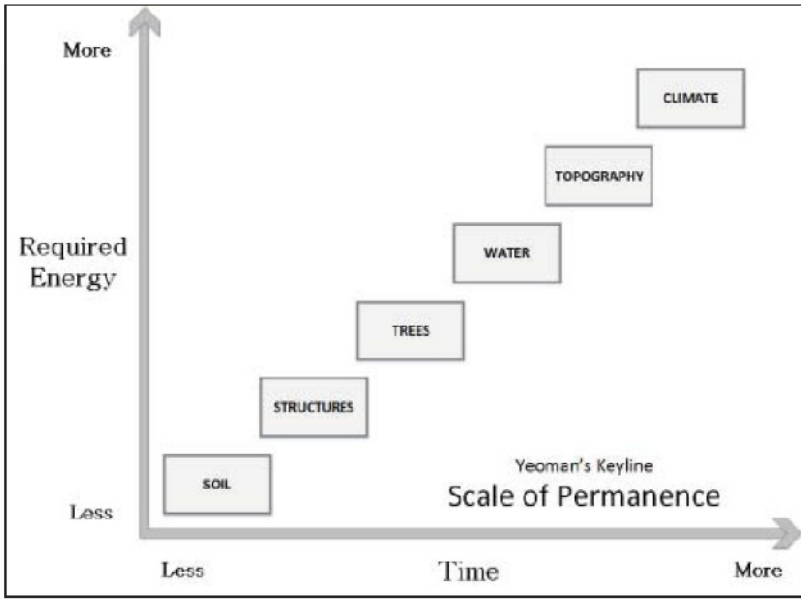 More
CLIMATE
TOPOGRAPHY
Required
Energy
WATER
TREES
STRUCTURES
SOIL
Yeoman's Keyline
Scale of Permanence
Less
Less
Time
More